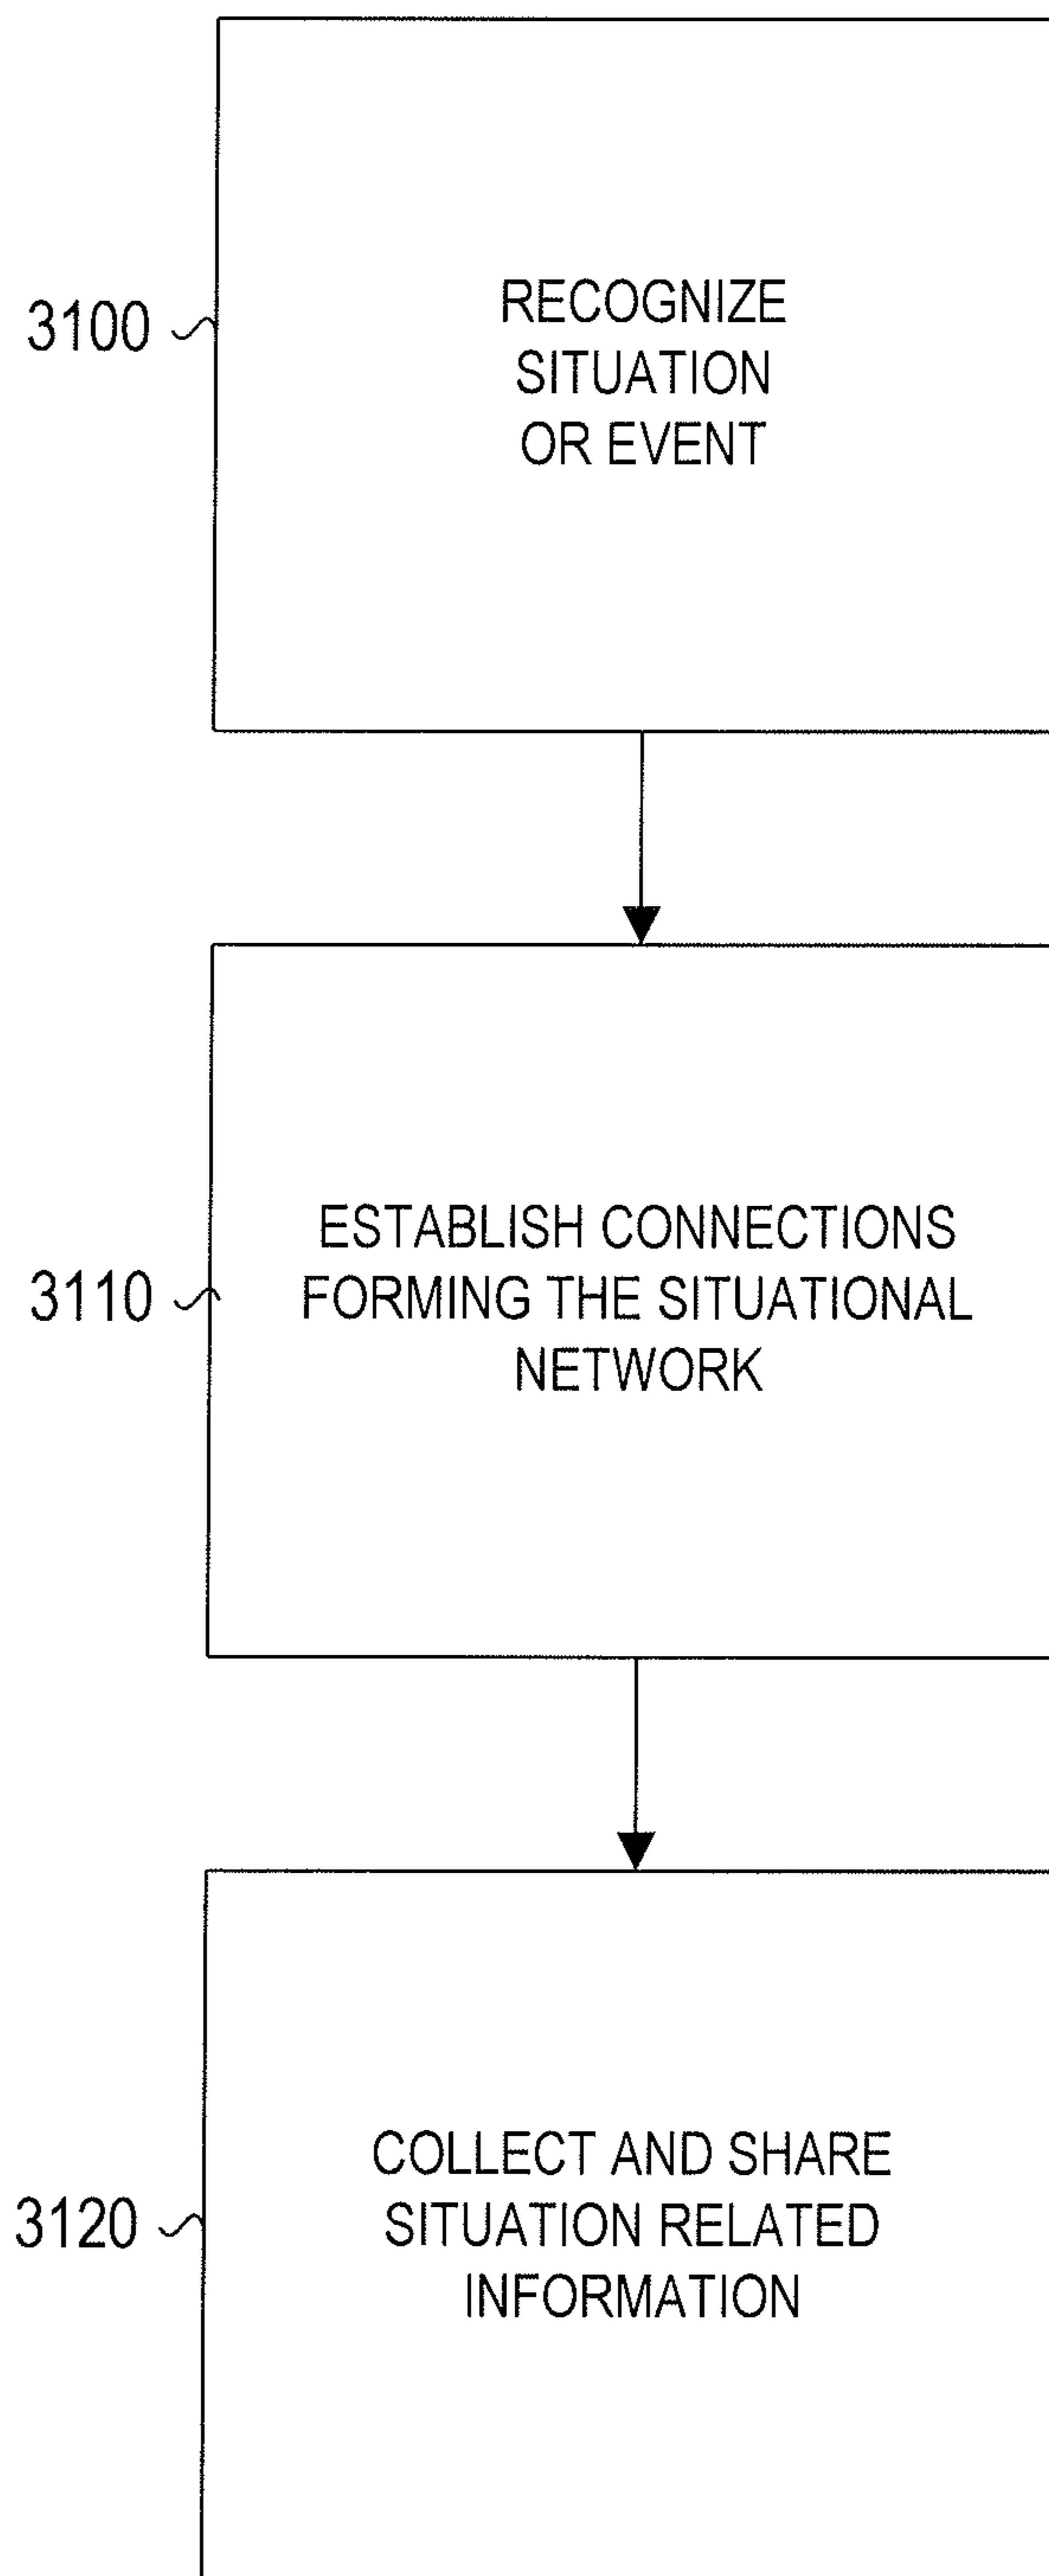 3100
RECOGNIZE
SITUATION
OR EVENT
3110
ESTABLISH CONNECTIONS
FORMING THE SITUATIONAL
NETWORK
3120
COLLECT AND SHARE
SITUATION RELATED
INFORMATION